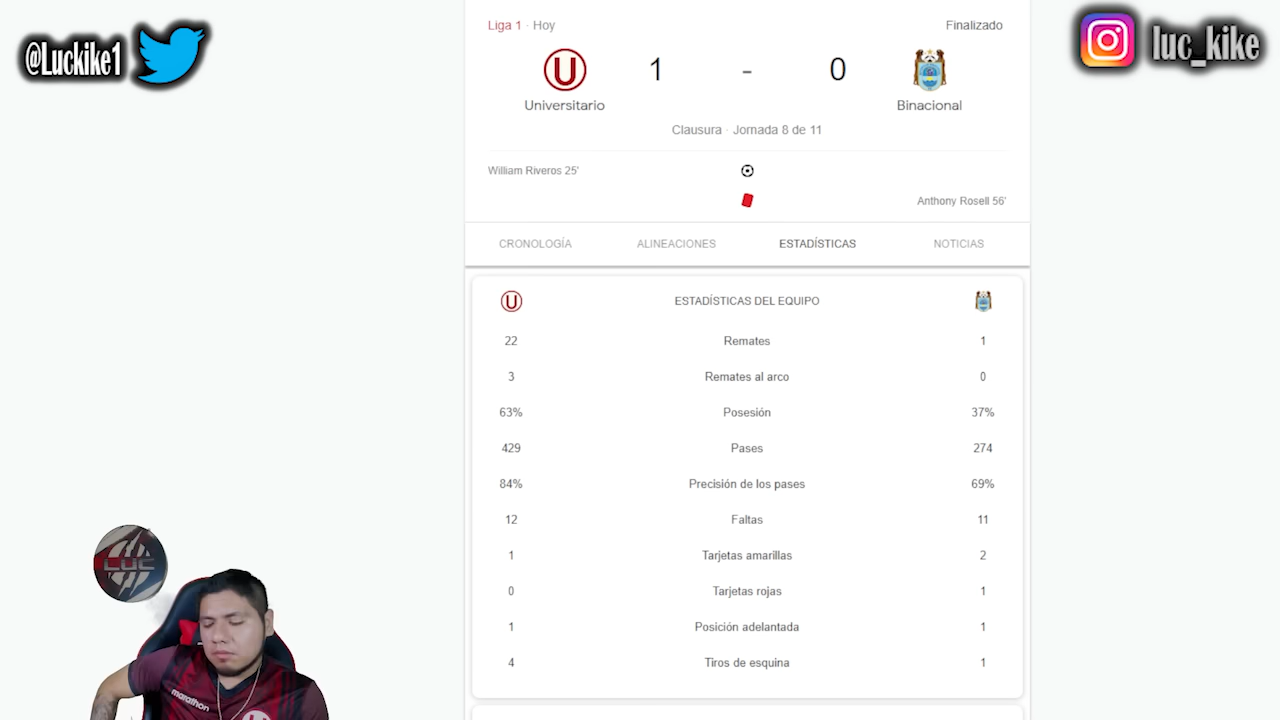 @Luckike1
luc_kike
Liga 1 · Hoy
Finalizado
U 1 - 0
Universitario
Binacional
Clausura · Jornada 8 de 11
William Riveros 25'
Anthony Rosell 56'
CRONOLOGÍA ALINEACIONES ESTADÍSTICAS NOTICIAS
U ESTADÍSTICAS DEL EQUIPO
22 Remates 1
3 Remates al arco 0
63% Posesión 37%
429 Pases 274
84% Precisión de los pases 69%
12 Faltas 11
1 Tarjetas amarillas 2
0 Tarjetas rojas 1
1 Posición adelantada 1
4 Tiros de esquina 1
LUC
marathon
U